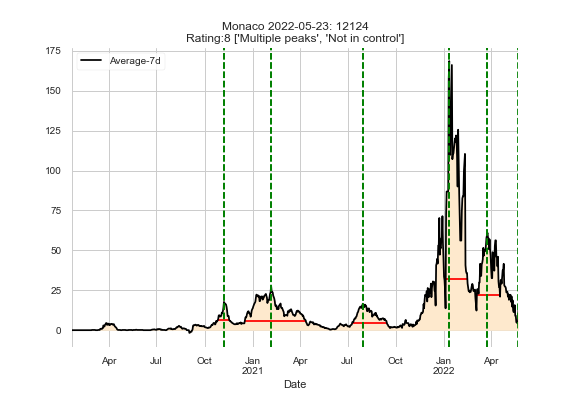 Monaco 2022-05-23: 12124
Rating:8 ['Multiple peaks', 'Not in control']
Average-7d
175
150
125
100
75
50
25
0
Apr Jul Oct Jan Apr Jul Oct Jan Apr
2021 2022
Date